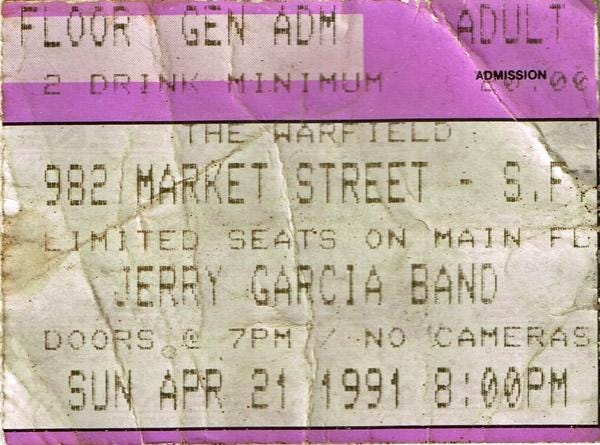 FLOOR GEN ADM ADULT
ADMISSION
2 DRINK MINIMUM 20.00
THE WARFIELD
982 MARKET STREET - S.F.
LIMITED SEATS ON MAIN FL
JERRY GARCIA BAND
DOORS @ 7PM / NO CAMERAS
SUN APR 21 1991 8:00PM